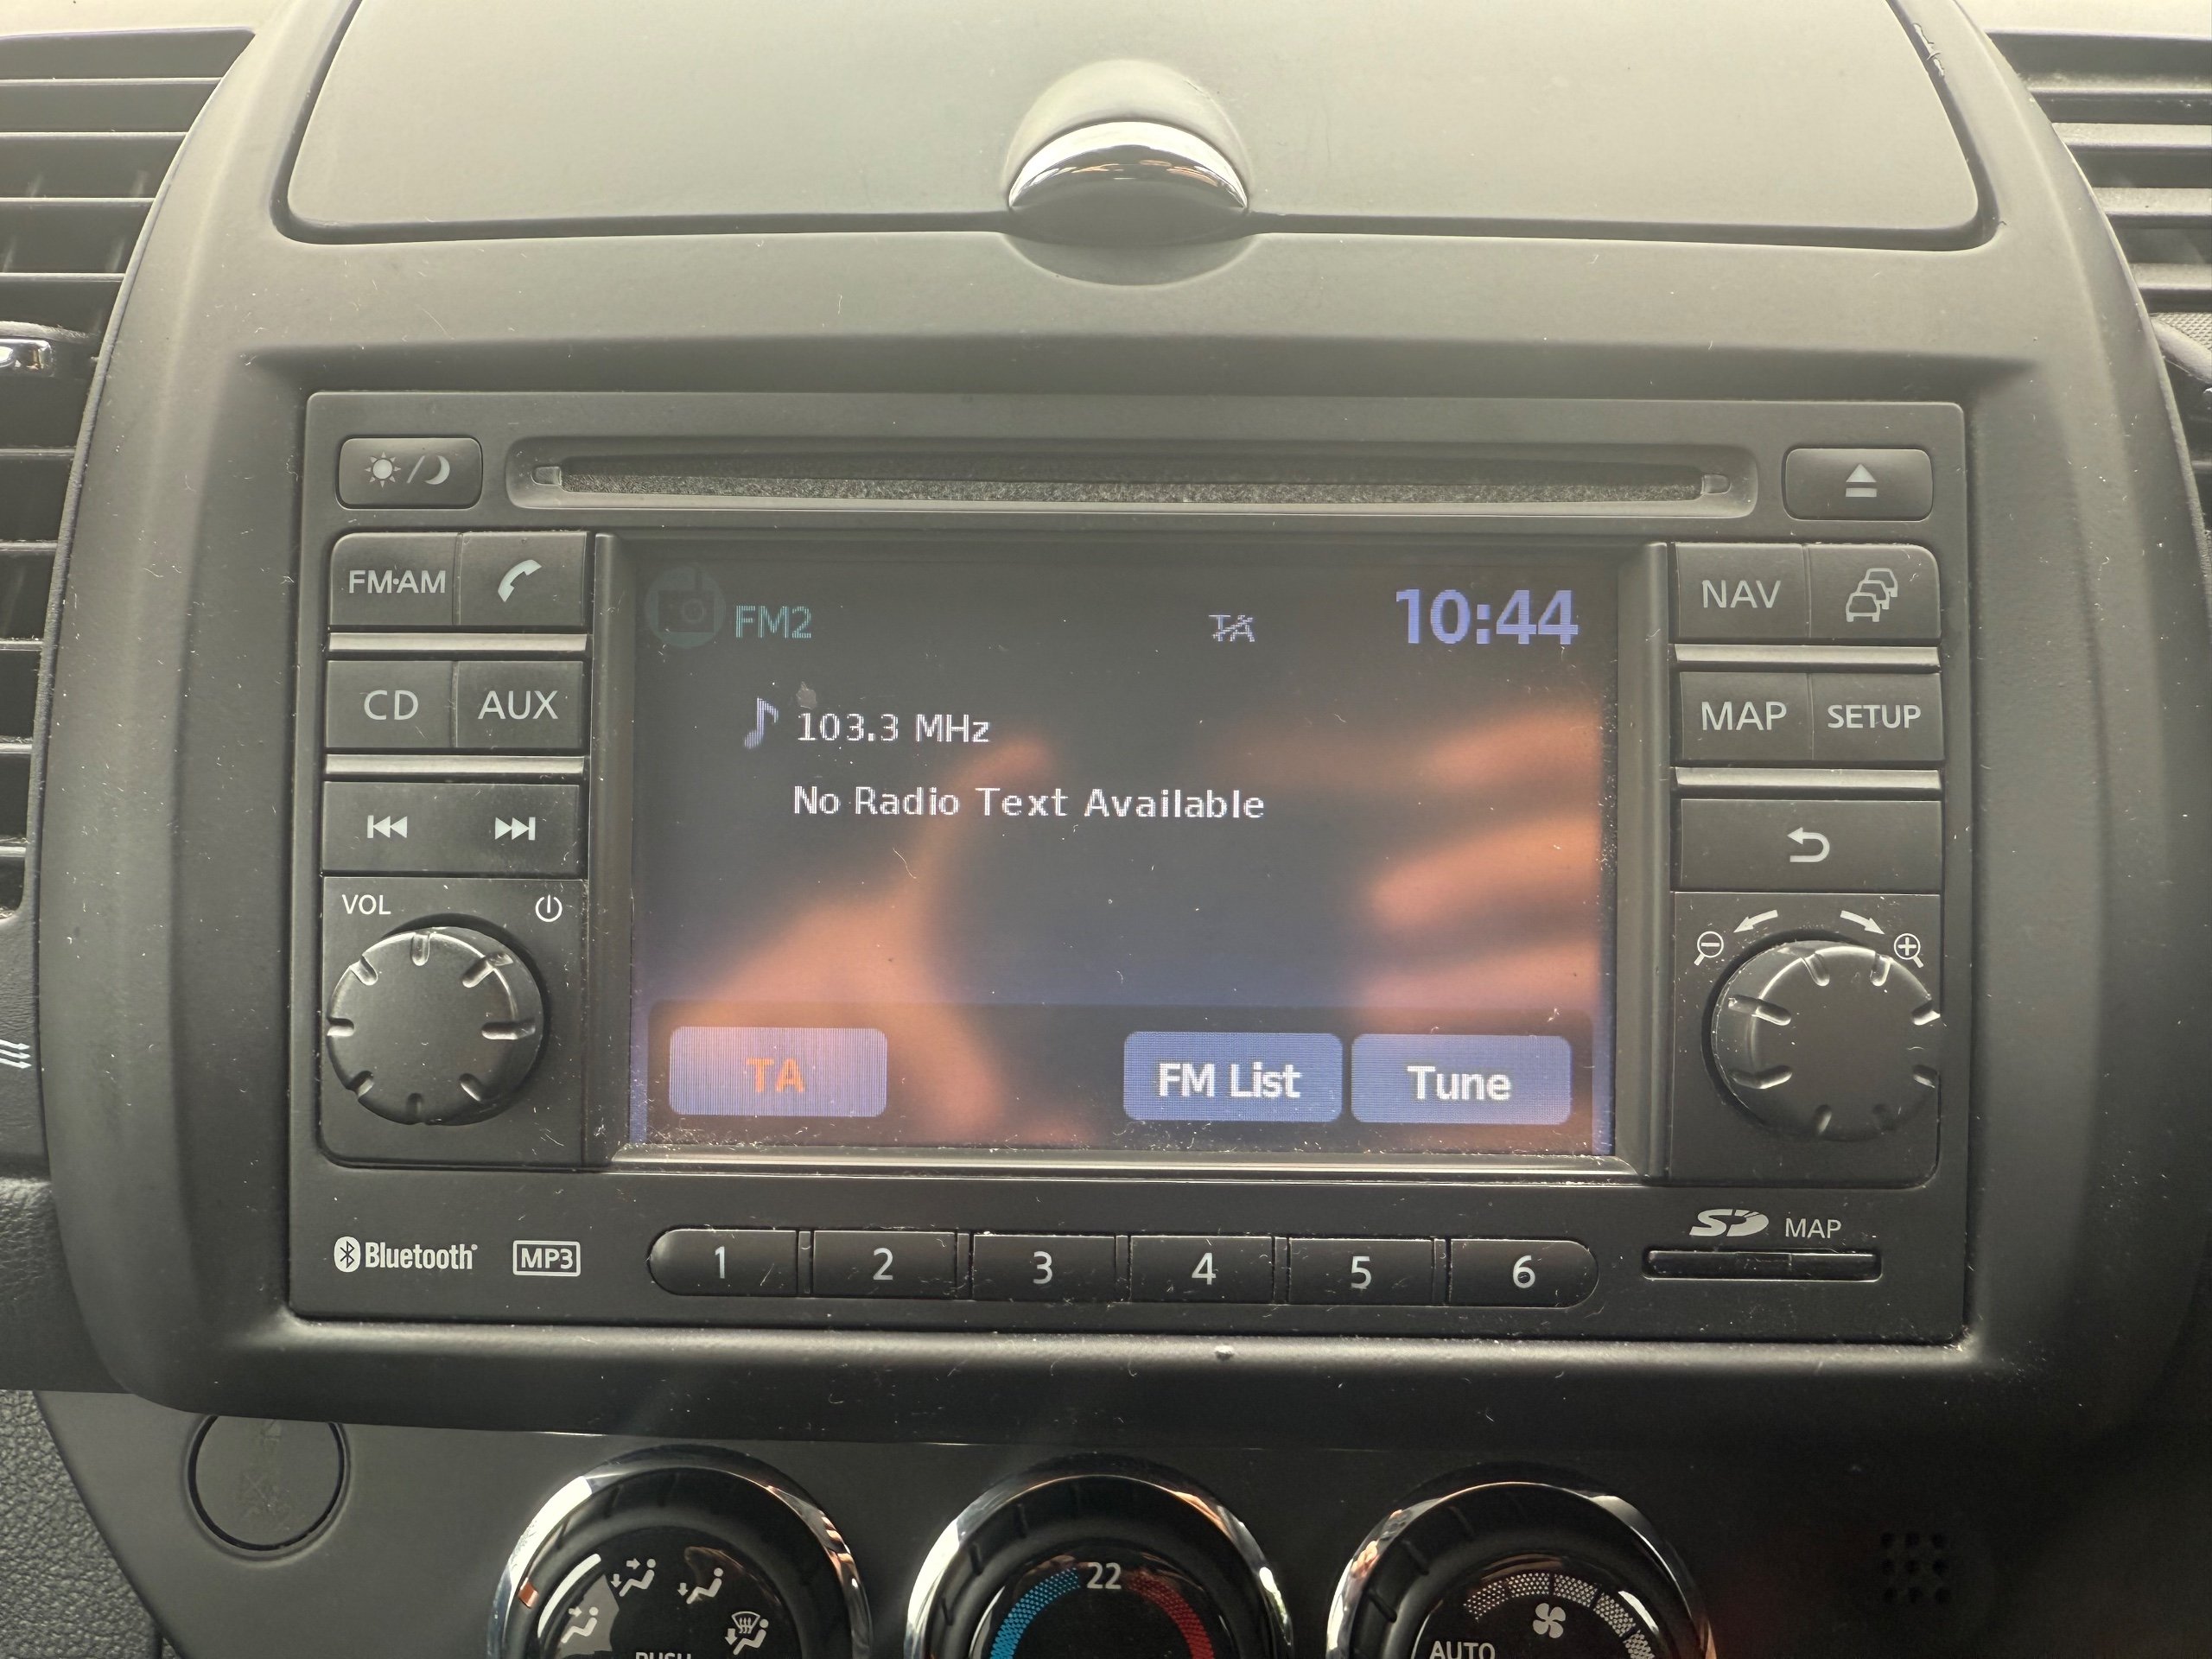 FM·AM
NAV
FM2
TA
10:44
CD
AUX
MAP
SETUP
103.3 MHz
No Radio Text Available
VOL
TA
FM List
Tune
Bluetooth
MP3
1
2
3
4
5
6
SD
MAP
22
PUSH
AUTO